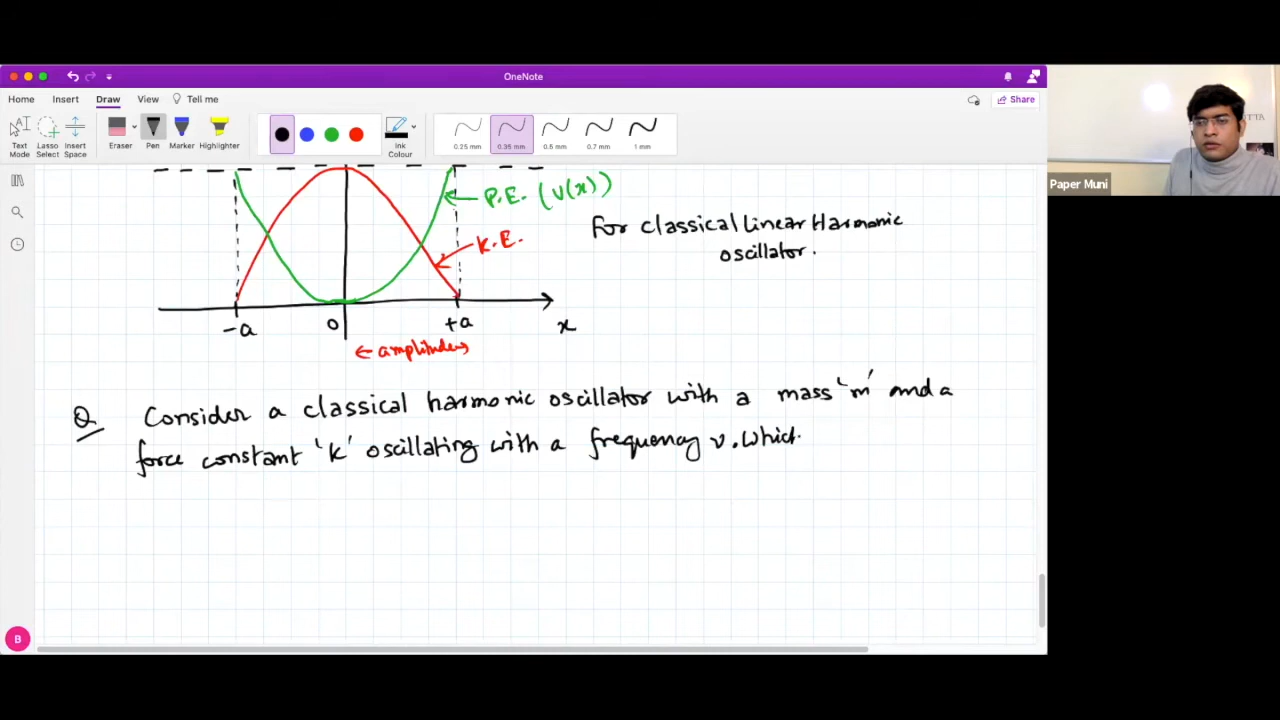 OneNote
Home Insert Draw View Tell me
Share
Text Mode
Lasso Select
Insert Space
Eraser
Pen
Marker
Highlighter
Ink Colour
0.25 mm
0.35 mm
0.5 mm
0.7 mm
1 mm
Paper Muni
P.E. (V(x))
K.E.
For classical Linear Harmonic
oscillator.
-a 0 +a x
← amplitude →
Q Consider a classical harmonic oscillator with a mass 'm' and a
force constant 'k' oscillating with a frequency ν. Which
B